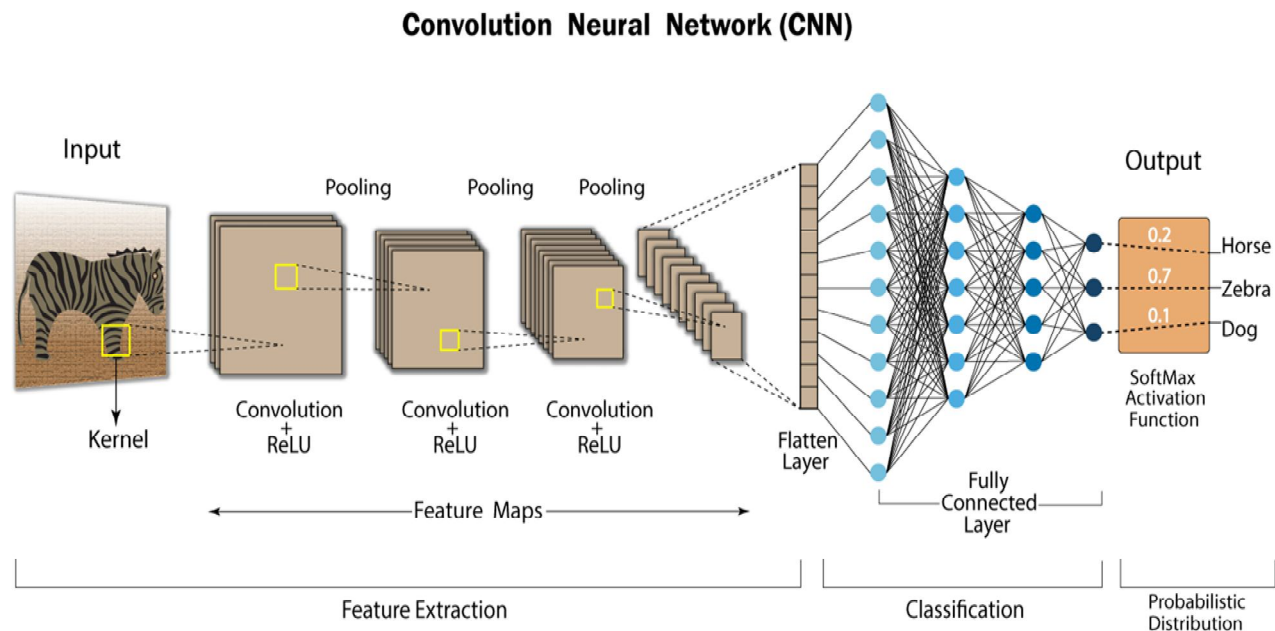 Convolution Neural Network (CNN)
Input
Pooling
Pooling
Pooling
Output
0.2
Horse
0.7
Zebra
0.1
Dog
SoftMax
Activation
Function
Kernel
Convolution
+
ReLU
Convolution
+
ReLU
Convolution
+
ReLU
Flatten
Layer
Fully
Connected
Layer
Feature Maps
Feature Extraction
Classification
Probabilistic
Distribution